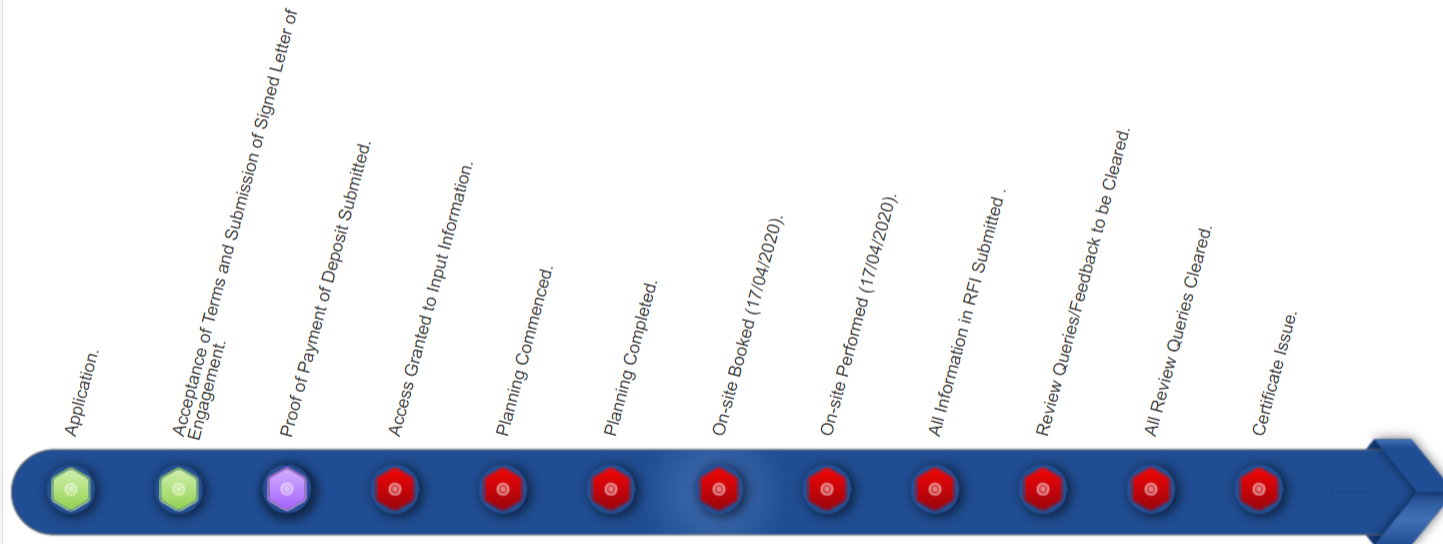 Application.
Acceptance of Terms and Submission of Signed Letter of
Engagement.
Proof of Payment of Deposit Submitted.
Access Granted to Input Information.
Planning Commenced.
Planning Completed.
On-site Booked (17/04/2020).
On-site Performed (17/04/2020).
All Information in RFI Submitted .
Review Queries/Feedback to be Cleared.
All Review Queries Cleared.
Certificate Issue.